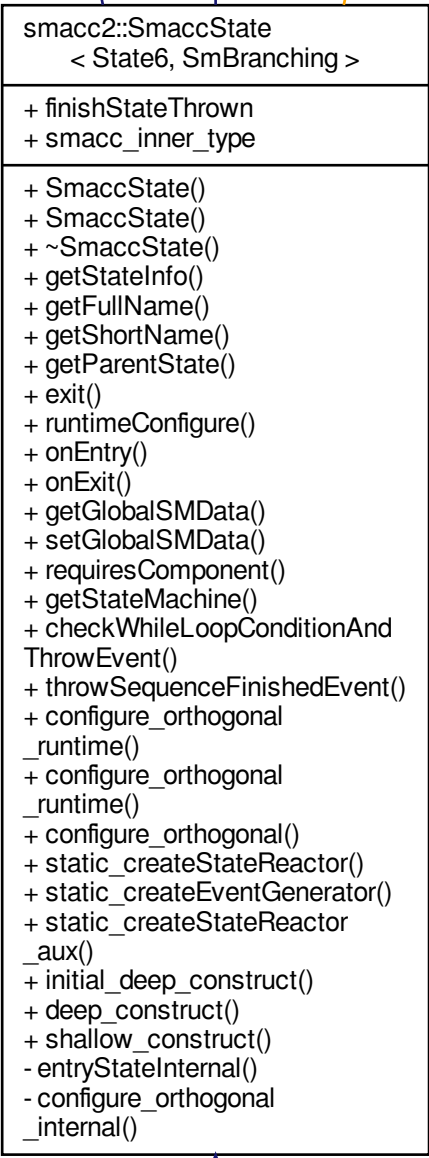 smacc2::SmaccState
< State6, SmBranching >
+ finishStateThrown
+ smacc_inner_type
+ SmaccState()
+ SmaccState()
+ ~SmaccState()
+ getStateInfo()
+ getFullName()
+ getShortName()
+ getParentState()
+ exit()
+ runtimeConfigure()
+ onEntry()
+ onExit()
+ getGlobalSMData()
+ setGlobalSMData()
+ requiresComponent()
+ getStateMachine()
+ checkWhileLoopConditionAnd
ThrowEvent()
+ throwSequenceFinishedEvent()
+ configure_orthogonal
_runtime()
+ configure_orthogonal
_runtime()
+ configure_orthogonal()
+ static_createStateReactor()
+ static_createEventGenerator()
+ static_createStateReactor
_aux()
+ initial_deep_construct()
+ deep_construct()
+ shallow_construct()
- entryStateInternal()
- configure_orthogonal
_internal()